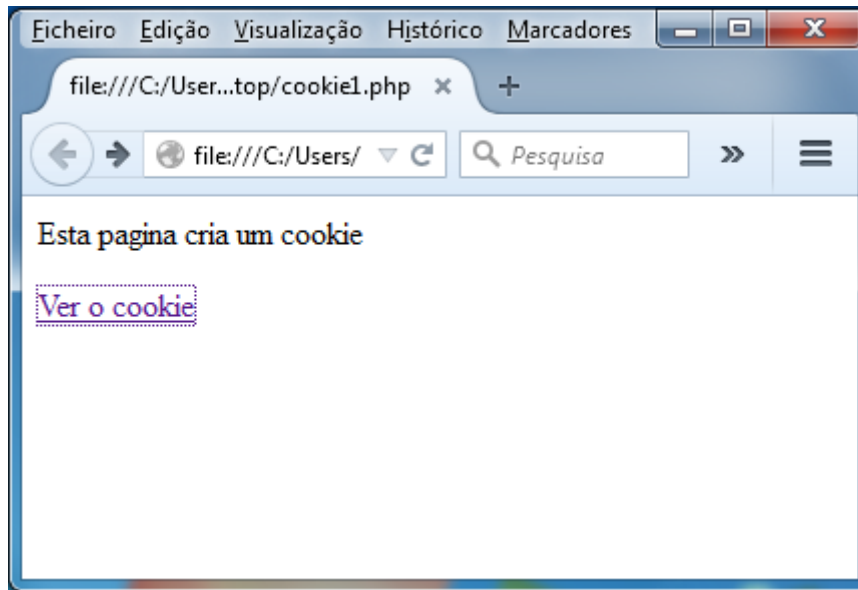 Ficheiro Edição Visualização Histórico Marcadores
file:///C:/User...top/cookie1.php
file:///C:/Users/ Pesquisa
Esta pagina cria um cookie
Ver o cookie